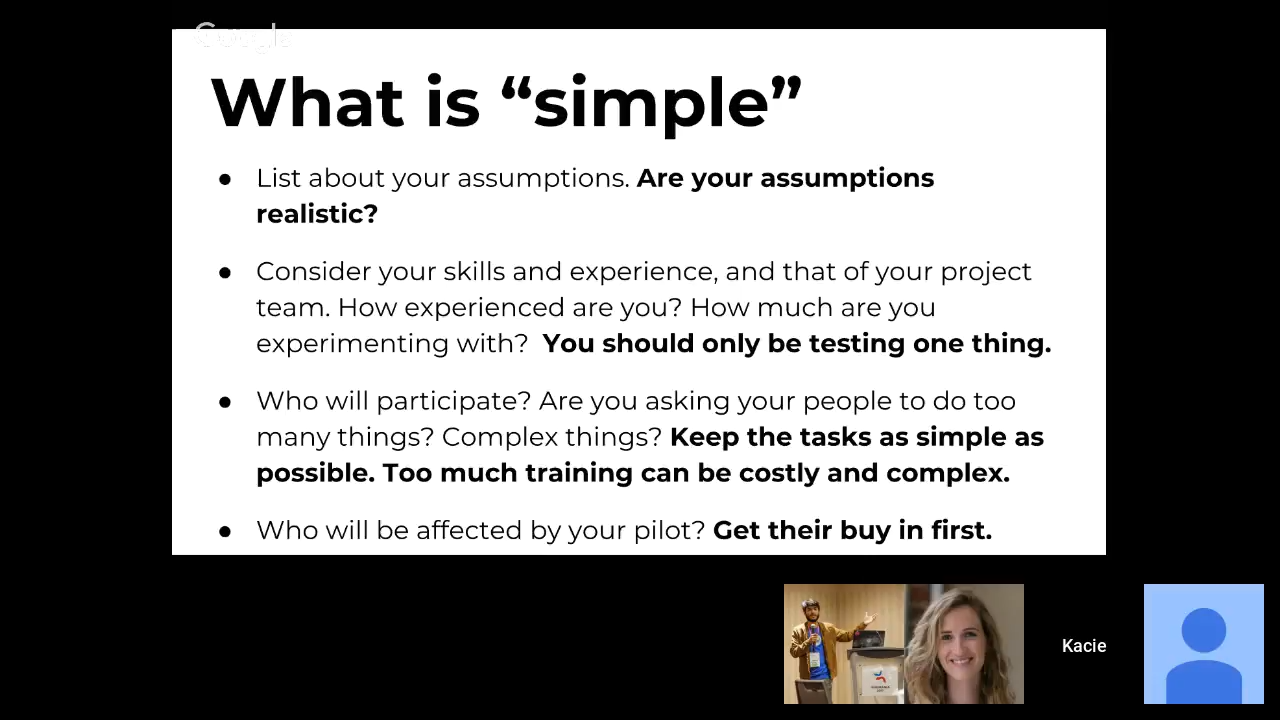 Google
What is “simple”
● List about your assumptions. Are your assumptions
realistic?
● Consider your skills and experience, and that of your project
team. How experienced are you? How much are you
experimenting with?  You should only be testing one thing.
● Who will participate? Are you asking your people to do too
many things? Complex things? Keep the tasks as simple as
possible. Too much training can be costly and complex.
● Who will be affected by your pilot? Get their buy in first.
Kacie